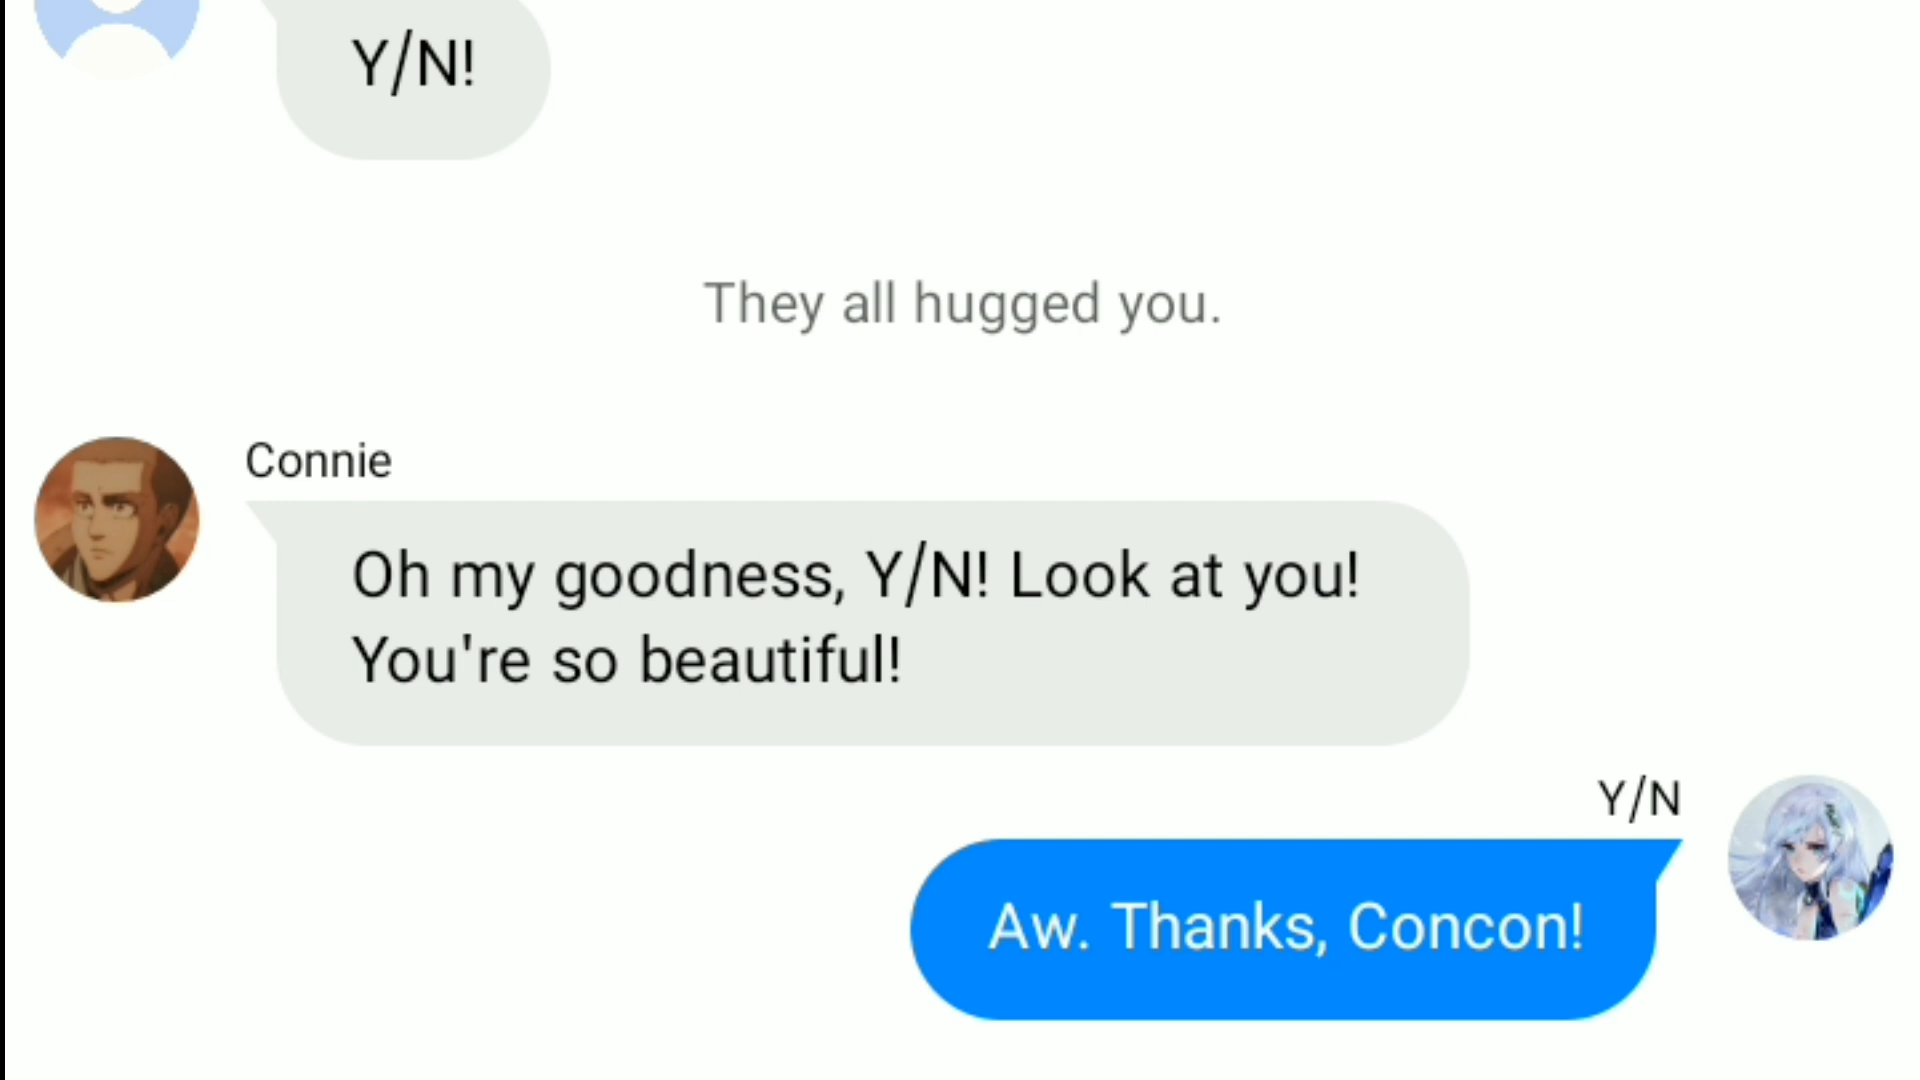 Y/N!
They all hugged you.
Connie
Oh my goodness, Y/N! Look at you!
You're so beautiful!
Y/N
Aw. Thanks, Concon!